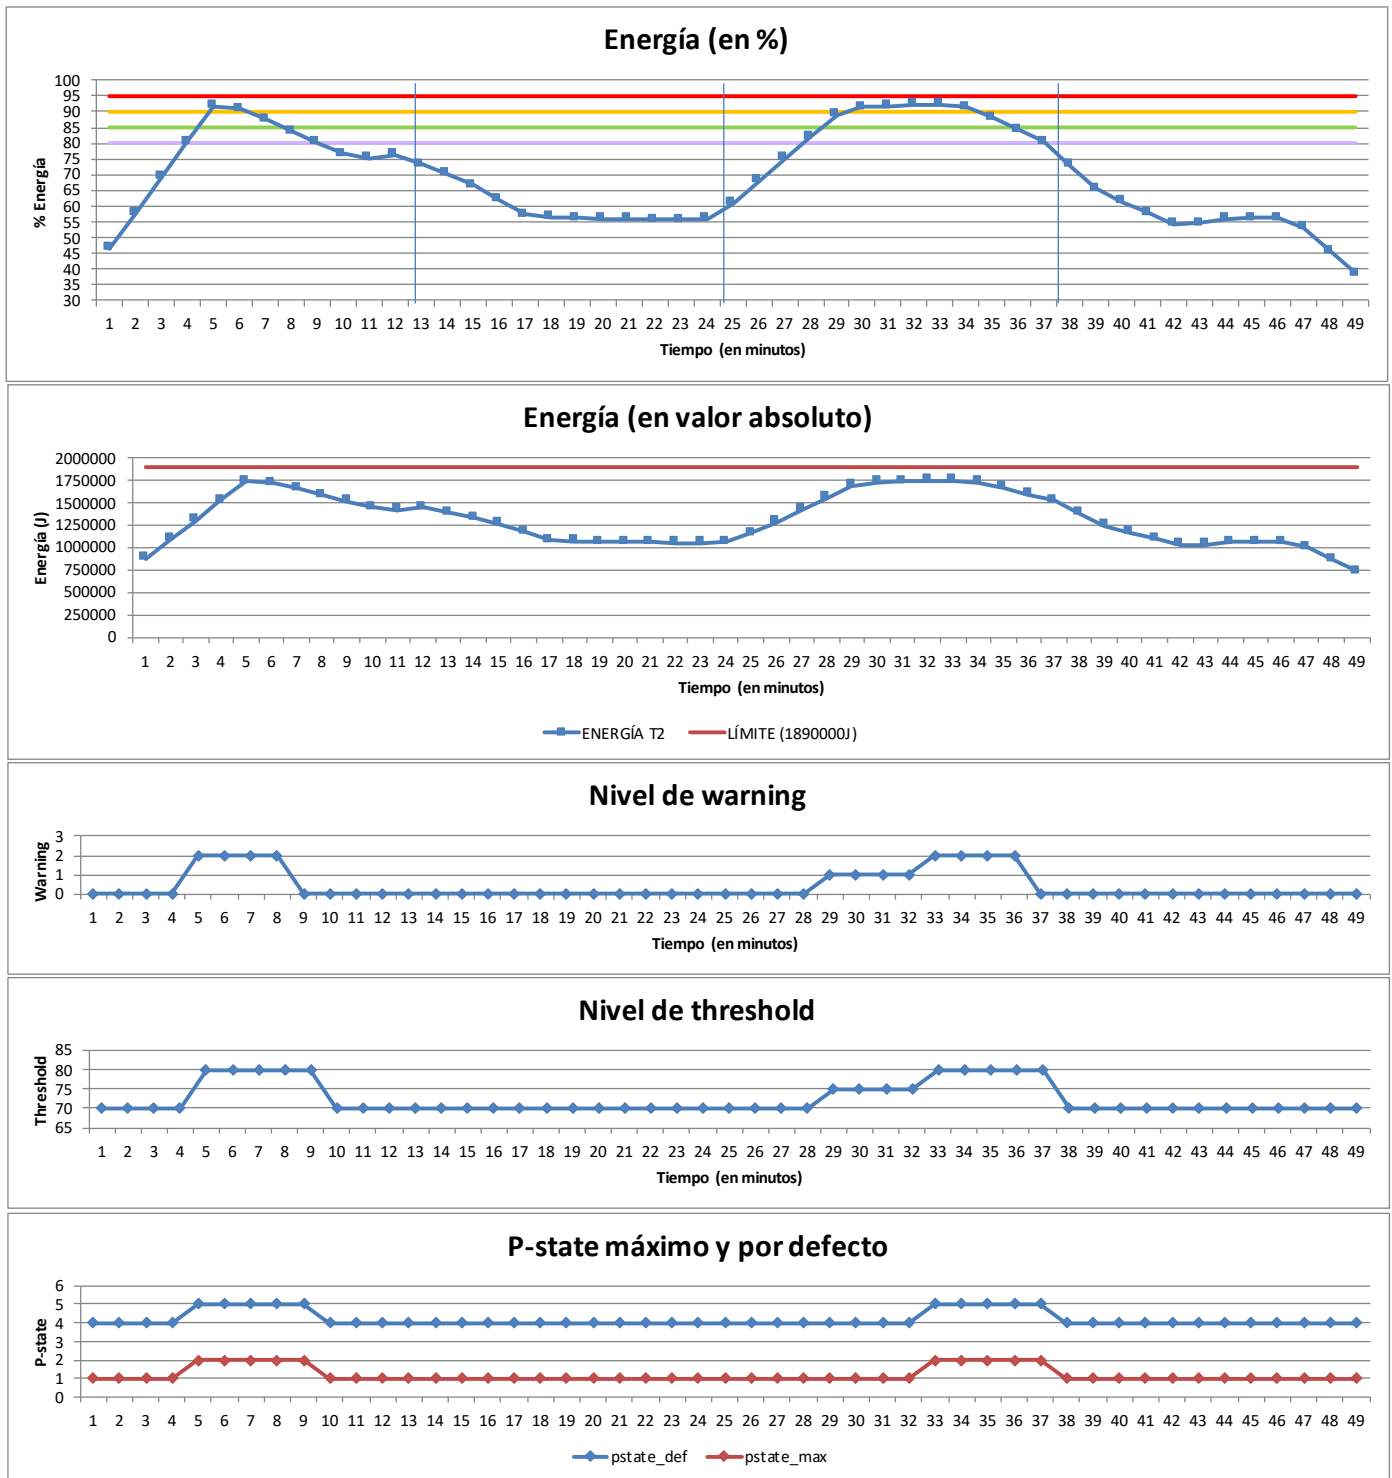 Energía (en %)
% Energía
100
95
90
85
80
75
70
65
60
55
50
45
40
35
30
1 2 3 4 5 6 7 8 9 10 11 12 13 14 15 16 17 18 19 20 21 22 23 24 25 26 27 28 29 30 31 32 33 34 35 36 37 38 39 40 41 42 43 44 45 46 47 48 49
Tiempo (en minutos)
Energía (en valor absoluto)
Energía (J)
2000000
1750000
1500000
1250000
1000000
750000
500000
250000
0
1 2 3 4 5 6 7 8 9 10 11 12 13 14 15 16 17 18 19 20 21 22 23 24 25 26 27 28 29 30 31 32 33 34 35 36 37 38 39 40 41 42 43 44 45 46 47 48 49
Tiempo (en minutos)
ENERGÍA T2 LÍMITE (1890000J)
Nivel de warning
Warning
3
2
1
0
1 2 3 4 5 6 7 8 9 10 11 12 13 14 15 16 17 18 19 20 21 22 23 24 25 26 27 28 29 30 31 32 33 34 35 36 37 38 39 40 41 42 43 44 45 46 47 48 49
Tiempo (en minutos)
Nivel de threshold
Threshold
85
80
75
70
65
1 2 3 4 5 6 7 8 9 10 11 12 13 14 15 16 17 18 19 20 21 22 23 24 25 26 27 28 29 30 31 32 33 34 35 36 37 38 39 40 41 42 43 44 45 46 47 48 49
Tiempo (en minutos)
P-state máximo y por defecto
P-state
6
5
4
3
2
1
0
1 2 3 4 5 6 7 8 9 10 11 12 13 14 15 16 17 18 19 20 21 22 23 24 25 26 27 28 29 30 31 32 33 34 35 36 37 38 39 40 41 42 43 44 45 46 47 48 49
pstate_def pstate_max